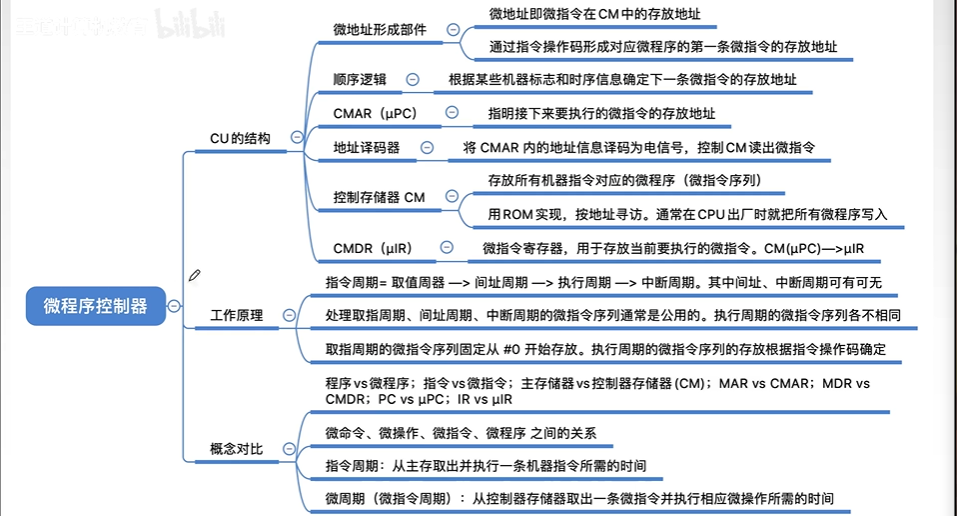 bilibili
微地址形成部件
微地址即微指令在CM中的存放地址
通过指令操作码形成对应微程序的第一条微指令的存放地址
顺序逻辑
根据某些机器标志和时序信息确定下一条微指令的存放地址
CMAR（μPC）
指明接下来要执行的微指令的存放地址
CU的结构
地址译码器
将 CMAR 内的地址信息译码为电信号，控制CM读出微指令
控制存储器 CM
存放所有机器指令对应的微程序（微指令序列）
用ROM实现，按地址寻访。通常在CPU出厂时就把所有微程序写入
CMDR（μIR）
微指令寄存器，用于存放当前要执行的微指令。CM(μPC)—>μIR
微程序控制器
工作原理
指令周期= 取值周器 —> 间址周期 —> 执行周期 —> 中断周期。其中间址、中断周期可有可无
处理取指周期、间址周期、中断周期的微指令序列通常是公用的。执行周期的微指令序列各不相同
取指周期的微指令序列固定从 #0 开始存放。执行周期的微指令序列的存放根据指令操作码确定
概念对比
程序vs微程序；指令vs微指令；主存储器vs控制器存储器(CM)；MAR vs CMAR；MDR vs
CMDR；PC vs μPC；IR vs μIR
微命令、微操作、微指令、微程序 之间的关系
指令周期：从主存取出并执行一条机器指令所需的时间
微周期（微指令周期）：从控制器存储器取出一条微指令并执行相应微操作所需的时间